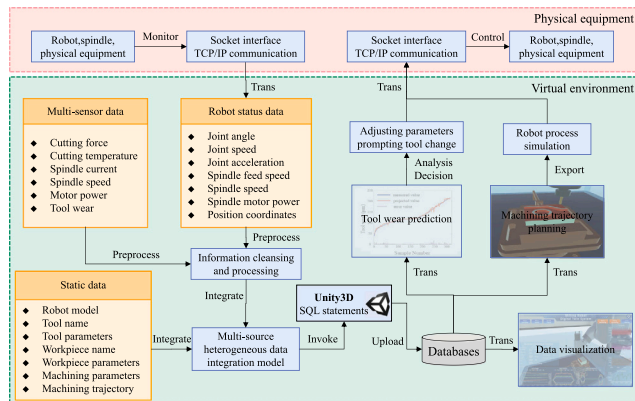 Physical equipment
Robot,spindle,
physical equipment
Monitor
Socket interface
TCP/IP communication
Socket interface
TCP/IP communication
Control
Robot,spindle,
physical equipment
Trans
Trans
Virtual environment
Multi-sensor data
◆ Cutting force
◆ Cutting temperature
◆ Spindle current
◆ Spindle speed
◆ Motor power
◆ Tool wear
Robot status data
◆ Joint angle
◆ Joint speed
◆ Joint acceleration
◆ Spindle feed speed
◆ Spindle speed
◆ Spindle motor power
◆ Position coordinates
Adjusting parameters
prompting tool change
Robot process
simulation
Analysis
Decision
Export
Tool wear prediction
Machining trajectory
planning
Preprocess
Preprocess
Information cleansing
and processing
Trans
Trans
Static data
◆ Robot model
◆ Tool name
◆ Tool parameters
◆ Workpiece name
◆ Workpiece parameters
◆ Machining parameters
◆ Machining trajectory
Integrate
Integrate
Multi-source
heterogeneous data
integration model
Invoke
Unity3D
SQL statements
Upload
Databases
Trans
Data visualization